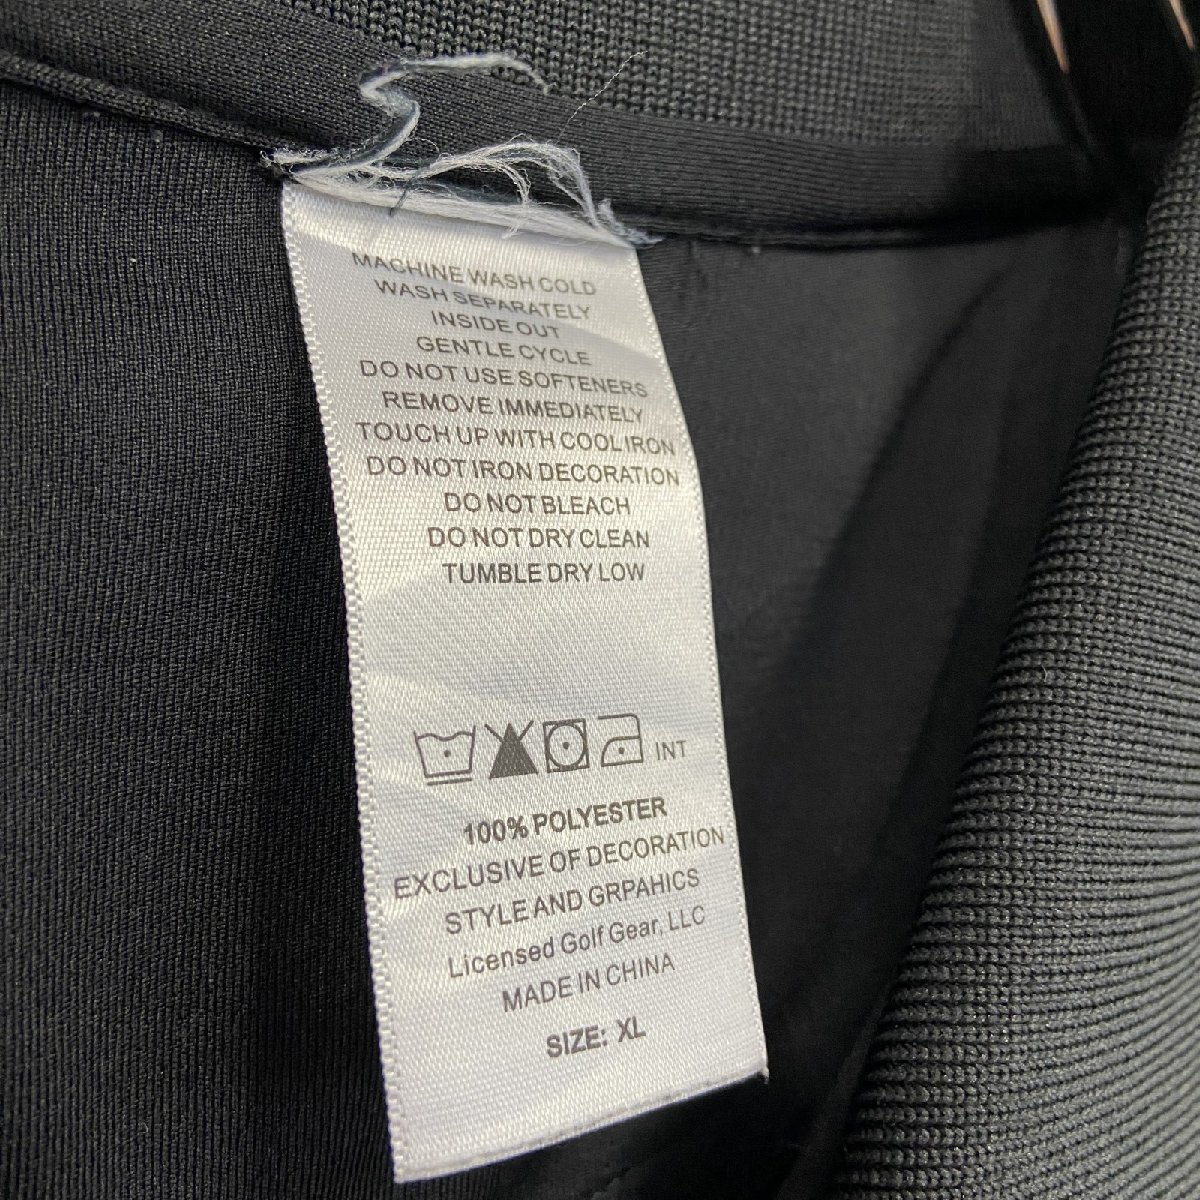 MACHINE WASH COLD
WASH SEPARATELY
INSIDE OUT
GENTLE CYCLE
DO NOT USE SOFTENERS
REMOVE IMMEDIATELY
TOUCH UP WITH COOL IRON
DO NOT IRON DECORATION
DO NOT BLEACH
DO NOT DRY CLEAN
TUMBLE DRY LOW
INT
100% POLYESTER
EXCLUSIVE OF DECORATION
STYLE AND GRPAHICS
Licensed Golf Gear, LLC
MADE IN CHINA
SIZE: XL